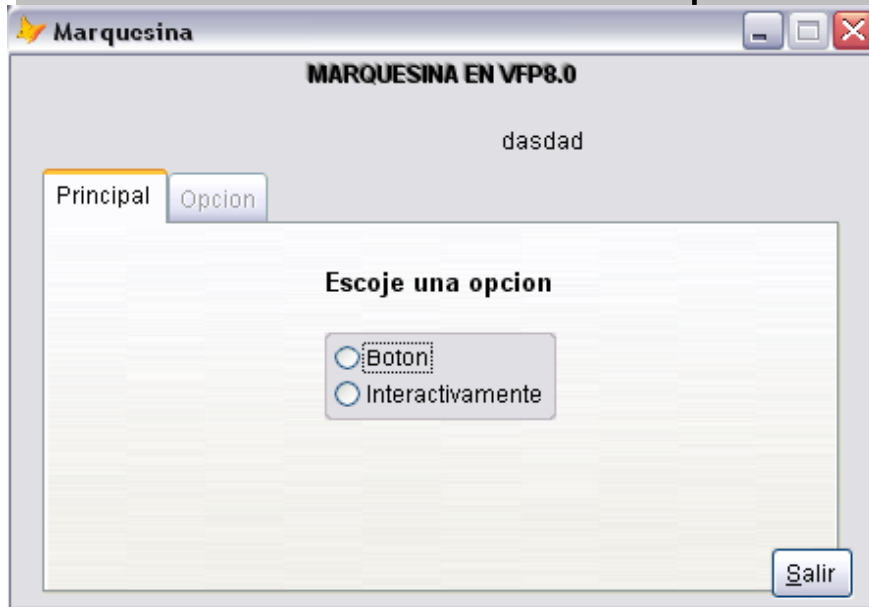 Marquesina
MARQUESINA EN VFP8.0
dasdad
Principal Opcion
Escoje una opcion
Boton
Interactivamente
Salir